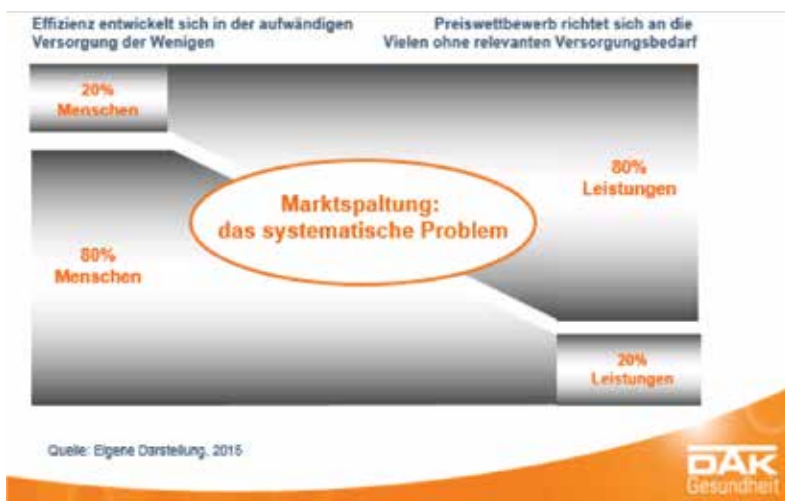 Effizienz entwickelt sich in der aufwändigen
Versorgung der Wenigen
Preiswettbewerb richtet sich an die
Vielen ohne relevanten Versorgungsbedarf
20%
Menschen
80%
Leistungen
Marktspaltung:
das systematische Problem
80%
Menschen
20%
Leistungen
Quelle: Eigene Darstellung, 2015
DAK
Gesundheit